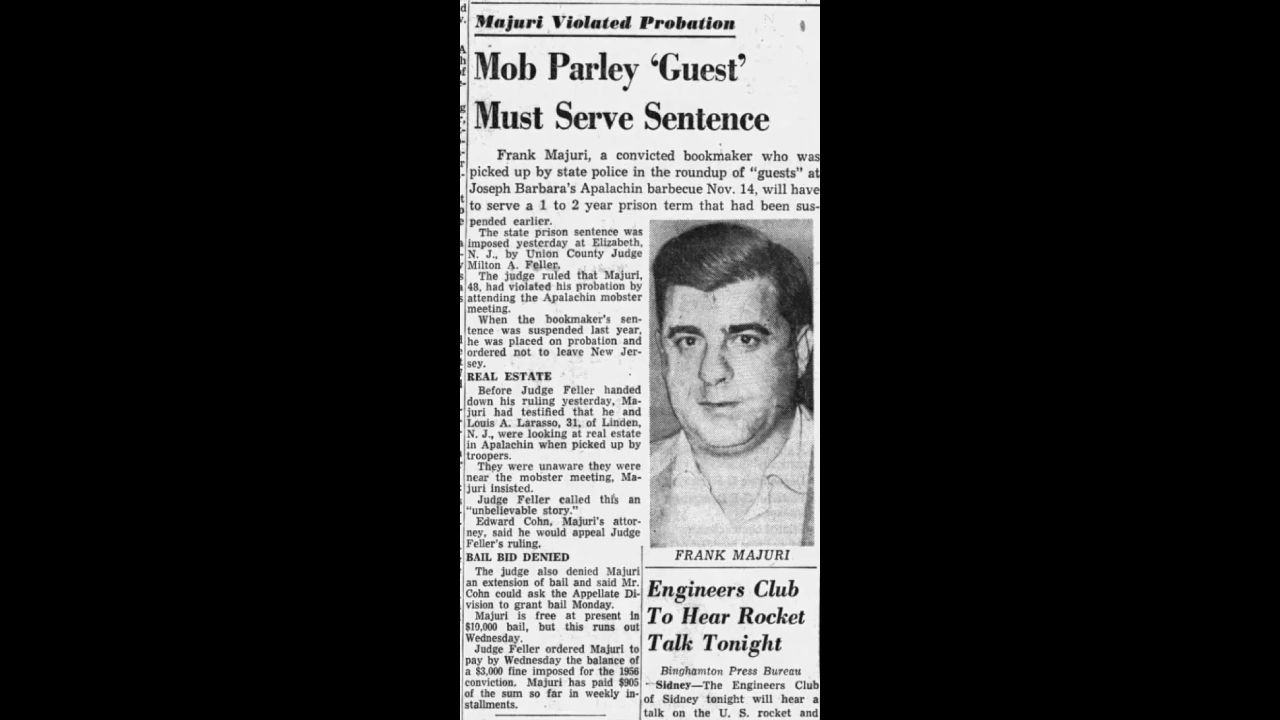 Majuri Violated Probation
Mob Parley ‘Guest’
Must Serve Sentence
Frank Majuri, a convicted bookmaker who was
picked up by state police in the roundup of "guests" at
Joseph Barbara's Apalachin barbecue Nov. 14, will have
to serve a 1 to 2 year prison term that had been sus-
pended earlier.
The state prison sentence was
imposed yesterday at Elizabeth,
N. J., by Union County Judge
Milton A. Feller.
The judge ruled that Majuri,
48, had violated his probation by
attending the Apalachin mobster
meeting.
When the bookmaker's sen-
tence was suspended last year,
he was placed on probation and
ordered not to leave New Jer-
sey.
REAL ESTATE
Before Judge Feller handed
down his ruling yesterday, Ma-
juri had testified that he and
Louis A. Larasso, 31, of Linden,
N. J., were looking at real estate
in Apalachin when picked up by
troopers.
They were unaware they were
near the mobster meeting, Ma-
juri insisted.
Judge Feller called this an
"unbelievable story."
Edward Cohn, Majuri's attor-
ney, said he would appeal Judge
Feller's ruling.
BAIL BID DENIED
The judge also denied Majuri
an extension of bail and said Mr.
Cohn could ask the Appellate Di-
vision to grant bail Monday.
Majuri is free at present in
$10,000 bail, but this runs out
Wednesday.
Judge Feller ordered Majuri to
pay by Wednesday the balance of
a $3,000 fine imposed for the 1956
conviction. Majuri has paid $905
of the sum so far in weekly in-
stallments.
FRANK MAJURI
Engineers Club
To Hear Rocket
Talk Tonight
Binghamton Press Bureau
Sidney—The Engineers Club
of Sidney tonight will hear a
talk on the U. S. rocket and